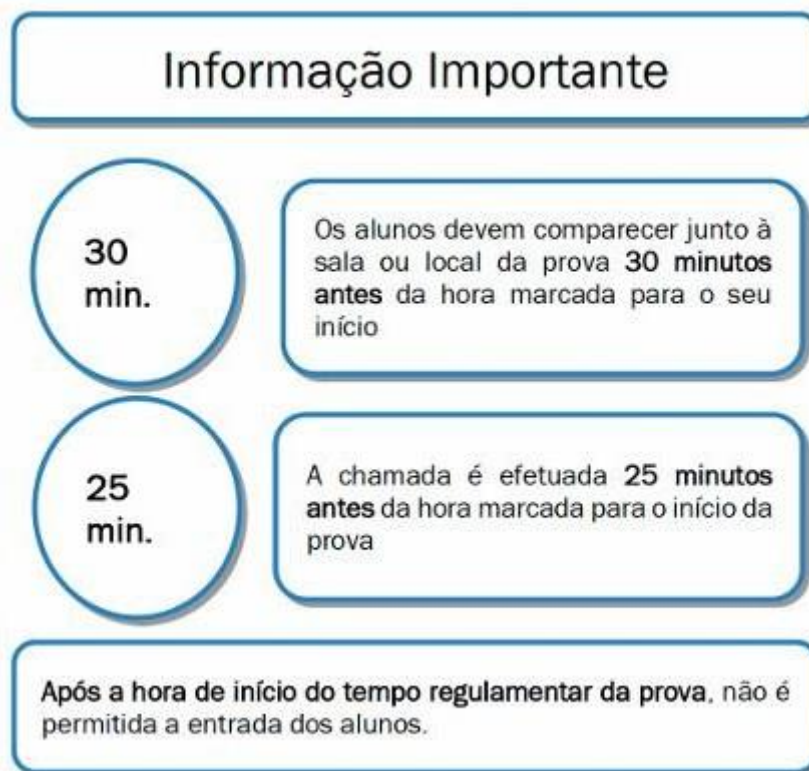 Informação Importante
30
min.
Os alunos devem comparecer junto à
sala ou local da prova 30 minutos
antes da hora marcada para o seu
início
25
min.
A chamada é efetuada 25 minutos
antes da hora marcada para o início da
prova
Após a hora de início do tempo regulamentar da prova, não é
permitida a entrada dos alunos.